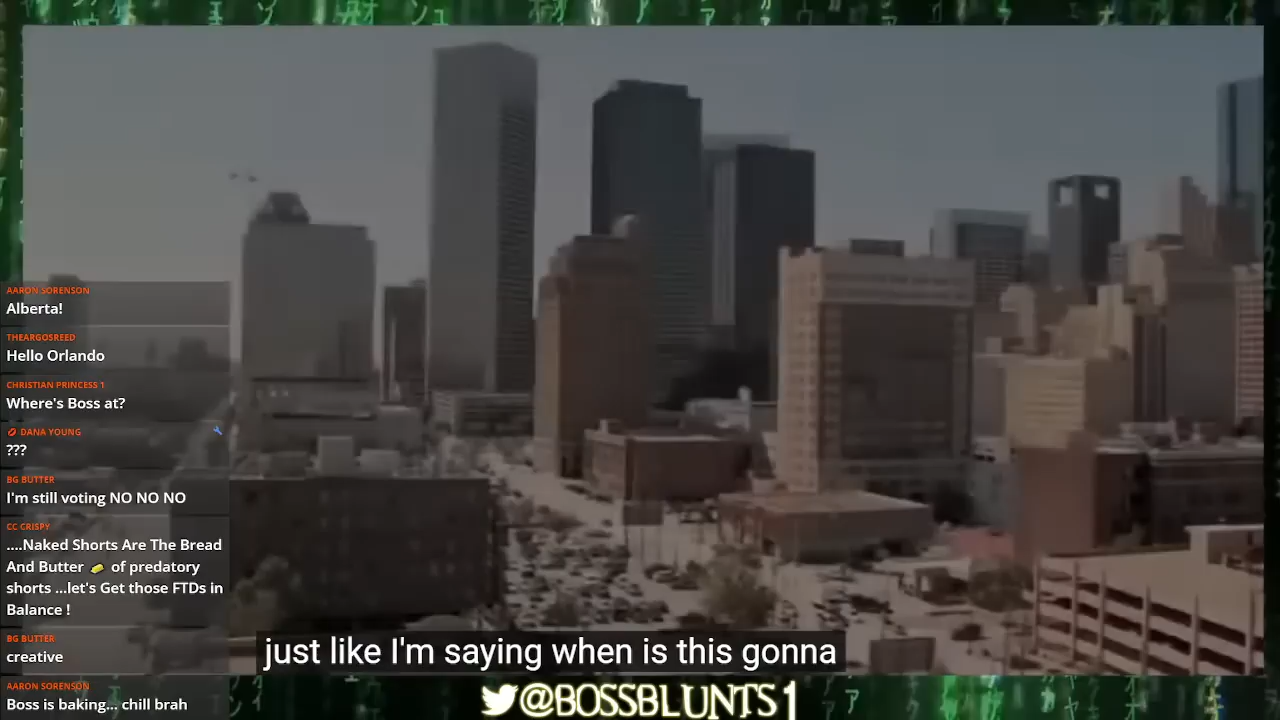 AARON SORENSON
Alberta!
THEARGOSREED
Hello Orlando
CHRISTIAN PRINCESS 1
Where's Boss at?
DANA YOUNG
???
BG BUTTER
I'm still voting NO NO NO
CC CRISPY
....Naked Shorts Are The Bread
And Butter 🧈 of predatory
shorts ...let's Get those FTDs in
Balance !
BG BUTTER
creative
AARON SORENSON
Boss is baking... chill brah
just like I'm saying when is this gonna
@BOSSBLUNTS1